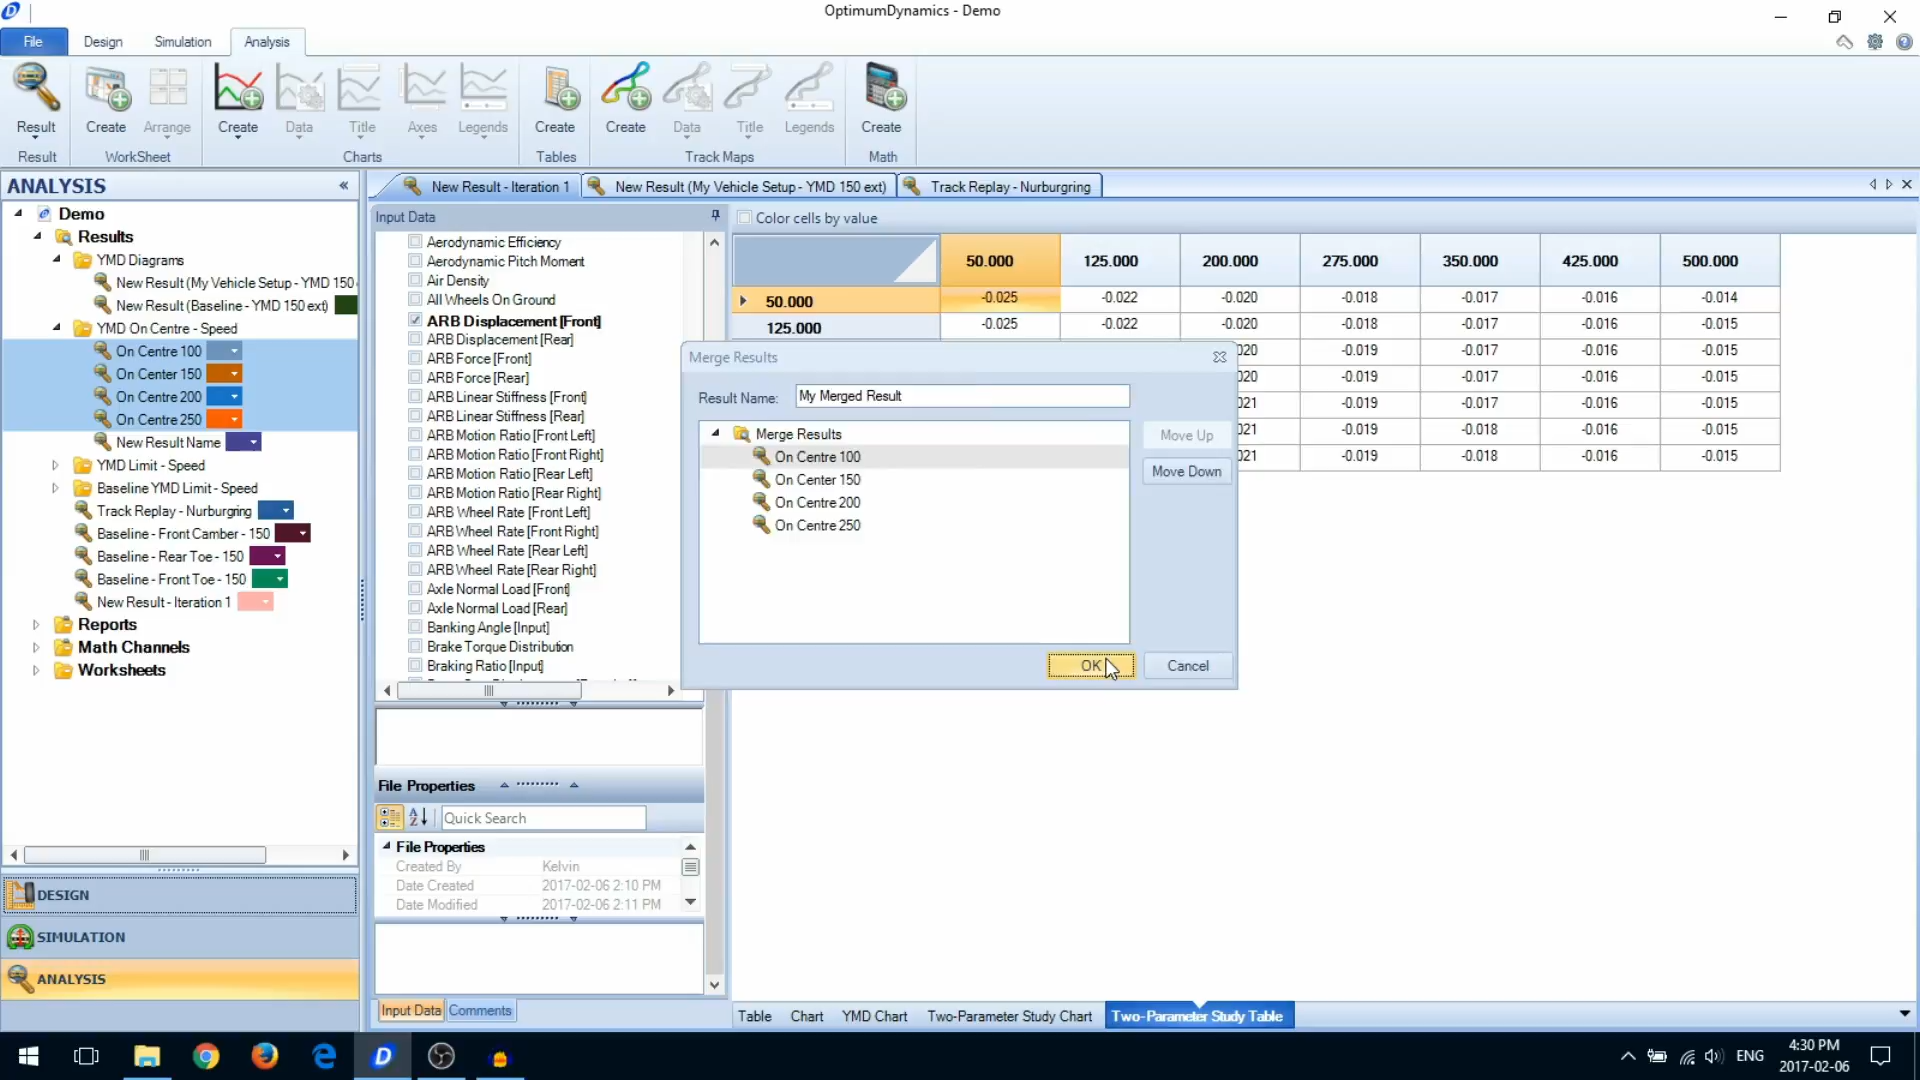 OptimumDynamics - Demo
File
Design
Simulation
Analysis
Result
Create
Arrange
Create
Data
Title
Axes
Legends
Create
Create
Data
Title
Legends
Create
Result
WorkSheet
Charts
Tables
Track Maps
Math
ANALYSIS
Demo
Results
YMD Diagrams
New Result (My Vehicle Setup - YMD 150
New Result (Baseline - YMD 150 ext)
YMD On Centre - Speed
On Centre 100
On Center 150
On Centre 200
On Centre 250
New Result Name
YMD Limit - Speed
Baseline YMD Limit - Speed
Track Replay - Nurburgring
Baseline - Front Camber - 150
Baseline - Rear Toe - 150
Baseline - Front Toe - 150
New Result - Iteration 1
Reports
Math Channels
Worksheets
DESIGN
SIMULATION
ANALYSIS
New Result - Iteration 1
New Result (My Vehicle Setup - YMD 150 ext)
Track Replay - Nurburgring
Input Data
Aerodynamic Efficiency
Aerodynamic Pitch Moment
Air Density
All Wheels On Ground
ARB Displacement [Front]
ARB Displacement [Rear]
ARB Force [Front]
ARB Force [Rear]
ARB Linear Stiffness [Front]
ARB Linear Stiffness [Rear]
ARB Motion Ratio [Front Left]
ARB Motion Ratio [Front Right]
ARB Motion Ratio [Rear Left]
ARB Motion Ratio [Rear Right]
ARB Wheel Rate [Front Left]
ARB Wheel Rate [Front Right]
ARB Wheel Rate [Rear Left]
ARB Wheel Rate [Rear Right]
Axle Normal Load [Front]
Axle Normal Load [Rear]
Banking Angle [Input]
Brake Torque Distribution
Braking Ratio [Input]
File Properties
Quick Search
File Properties
Created By Kelvin
Date Created 2017-02-06 2:10 PM
Date Modified 2017-02-06 2:11 PM
Input Data
Comments
Color cells by value
50.000 125.000 200.000 275.000 350.000 425.000 500.000
50.000 -0.025 -0.022 -0.020 -0.018 -0.017 -0.016 -0.014
125.000 -0.025 -0.022 -0.020 -0.018 -0.017 -0.016 -0.015
020 -0.019 -0.017 -0.016 -0.015
020 -0.019 -0.017 -0.016 -0.015
021 -0.019 -0.017 -0.016 -0.015
021 -0.019 -0.018 -0.016 -0.015
021 -0.019 -0.018 -0.016 -0.015
Merge Results
Result Name: My Merged Result
Merge Results
On Centre 100
On Center 150
On Centre 200
On Centre 250
Move Up
Move Down
OK
Cancel
Table
Chart
YMD Chart
Two-Parameter Study Chart
Two-Parameter Study Table
ENG
4:30 PM
2017-02-06